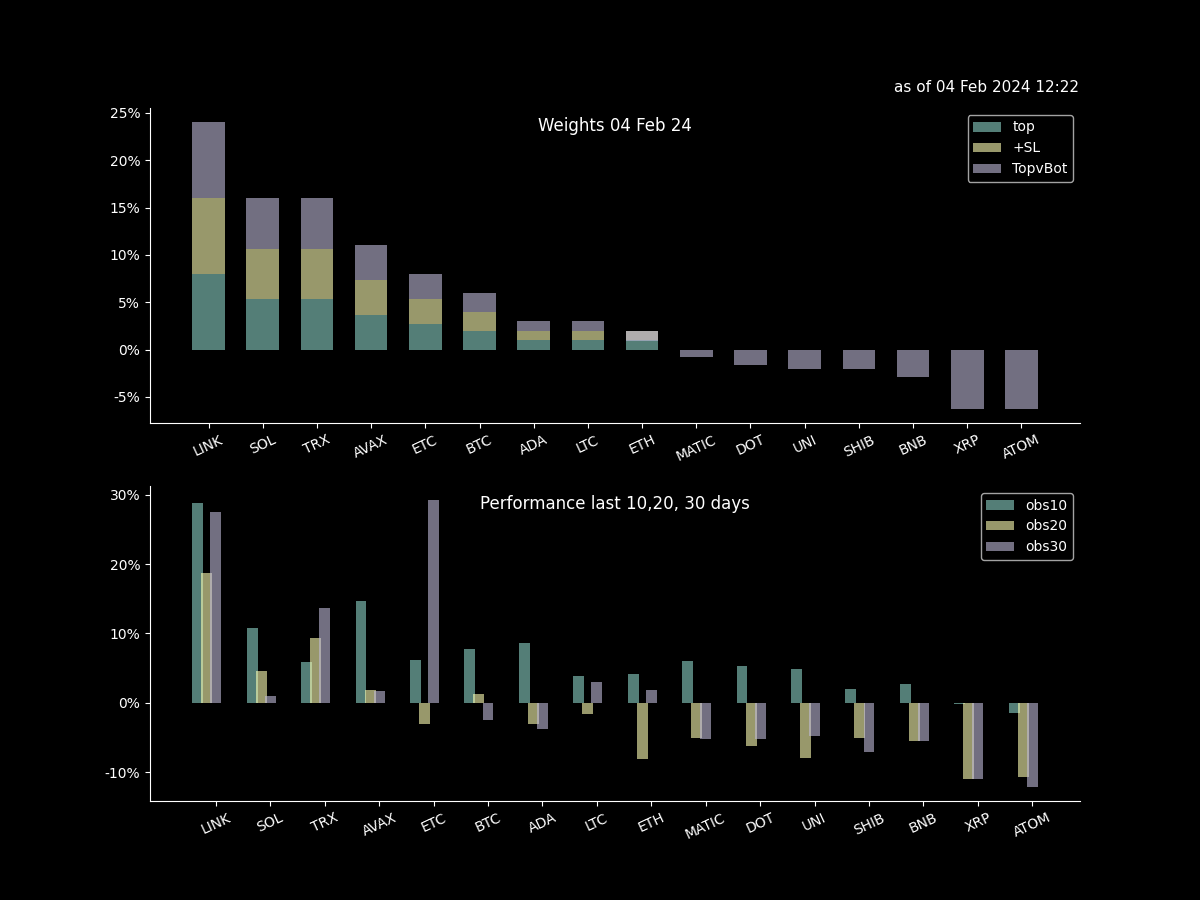 as of 04 Feb 2024 12:22
Weights 04 Feb 24
top
+SL
TopvBot
25%
20%
15%
10%
5%
0%
-5%
LINK SOL TRX AVAX ETC BTC ADA LTC ETH MATIC DOT UNI SHIB BNB XRP ATOM
Performance last 10,20, 30 days
obs10
obs20
obs30
30%
20%
10%
0%
-10%
LINK SOL TRX AVAX ETC BTC ADA LTC ETH MATIC DOT UNI SHIB BNB XRP ATOM